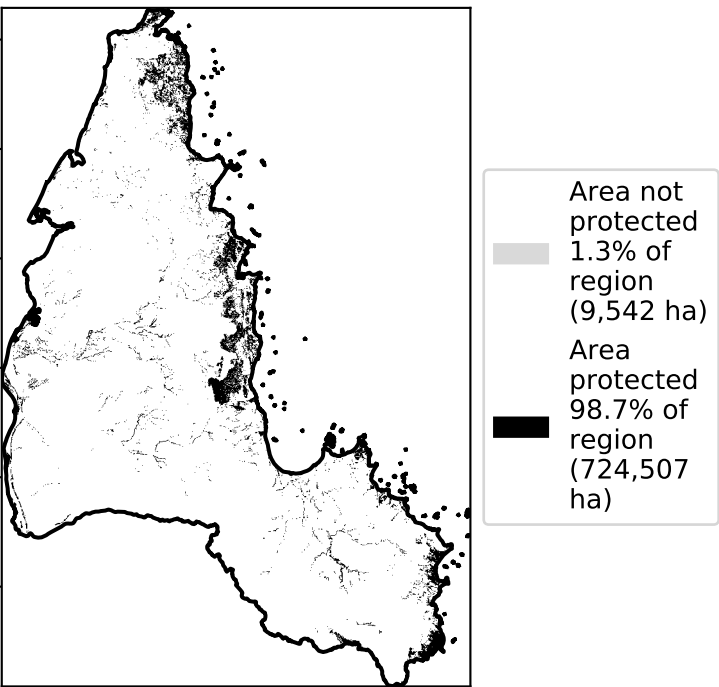 Area not
protected
1.3% of
region
(9,542 ha)
Area
protected
98.7% of
region
(724,507
ha)